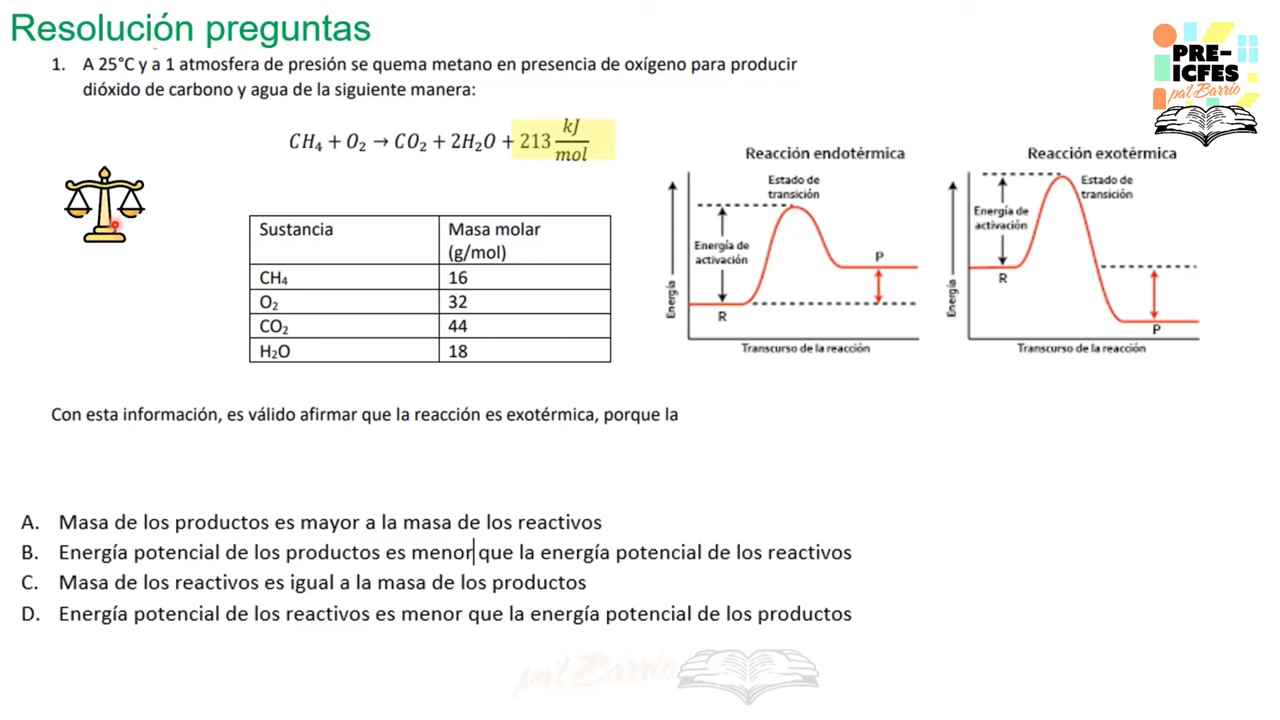 Resolución preguntas
PRE-
ICFES
pa'l Barrio
1. A 25°C y a 1 atmosfera de presión se quema metano en presencia de oxígeno para producir
dióxido de carbono y agua de la siguiente manera:
CH₄ + O₂ → CO₂ + 2H₂O + 213 kJ/mol
Sustancia Masa molar
(g/mol)
CH₄ 16
O₂ 32
CO₂ 44
H₂O 18
Reacción endotérmica
Estado de
transición
Energía de
activación
P
R
Energía
Transcurso de la reacción
Reacción exotérmica
Estado de
transición
Energía de
activación
R
P
Energía
Transcurso de la reacción
Con esta información, es válido afirmar que la reacción es exotérmica, porque la
A. Masa de los productos es mayor a la masa de los reactivos
B. Energía potencial de los productos es menor que la energía potencial de los reactivos
C. Masa de los reactivos es igual a la masa de los productos
D. Energía potencial de los reactivos es menor que la energía potencial de los productos
pa'l Barrio